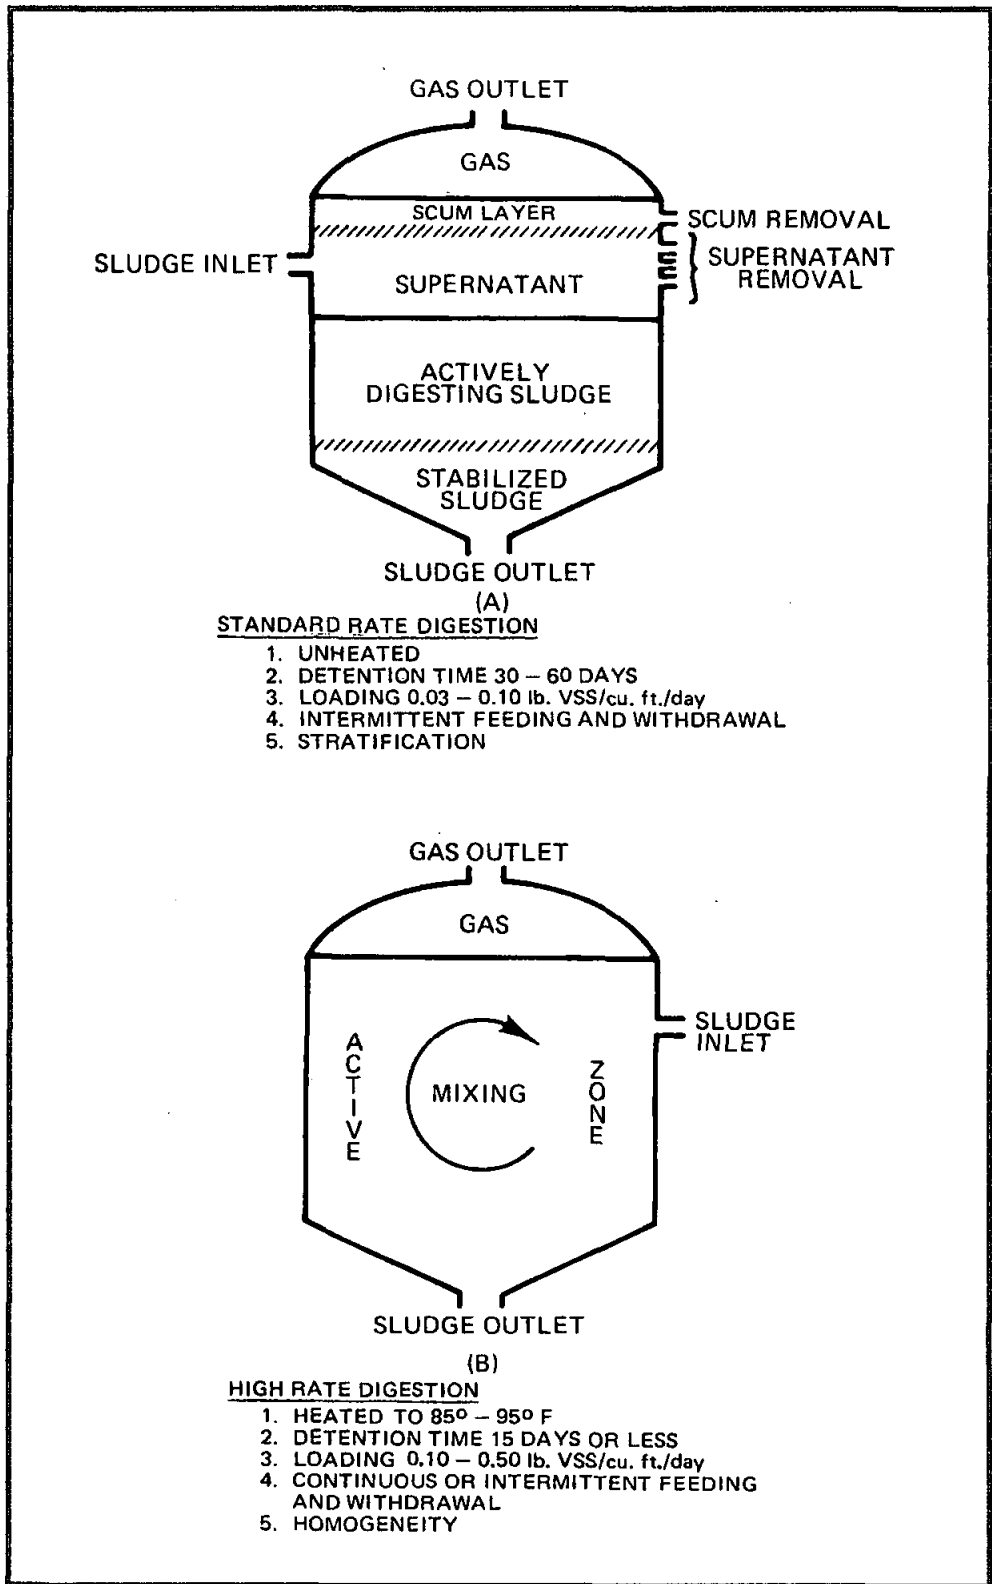 GAS OUTLET
GAS
SCUM LAYER
SCUM REMOVAL
SLUDGE INLET
SUPERNATANT
SUPERNATANT
REMOVAL
ACTIVELY
DIGESTING SLUDGE
STABILIZED
SLUDGE
SLUDGE OUTLET
(A)
STANDARD RATE DIGESTION
1. UNHEATED
2. DETENTION TIME 30 – 60 DAYS
3. LOADING 0.03 – 0.10 lb. VSS/cu. ft./day
4. INTERMITTENT FEEDING AND WITHDRAWAL
5. STRATIFICATION
GAS OUTLET
GAS
SLUDGE
INLET
ACTIVE
MIXING
ZONE
SLUDGE OUTLET
(B)
HIGH RATE DIGESTION
1. HEATED TO 85º – 95º F
2. DETENTION TIME 15 DAYS OR LESS
3. LOADING 0.10 – 0.50 lb. VSS/cu. ft./day
4. CONTINUOUS OR INTERMITTENT FEEDING
AND WITHDRAWAL
5. HOMOGENEITY